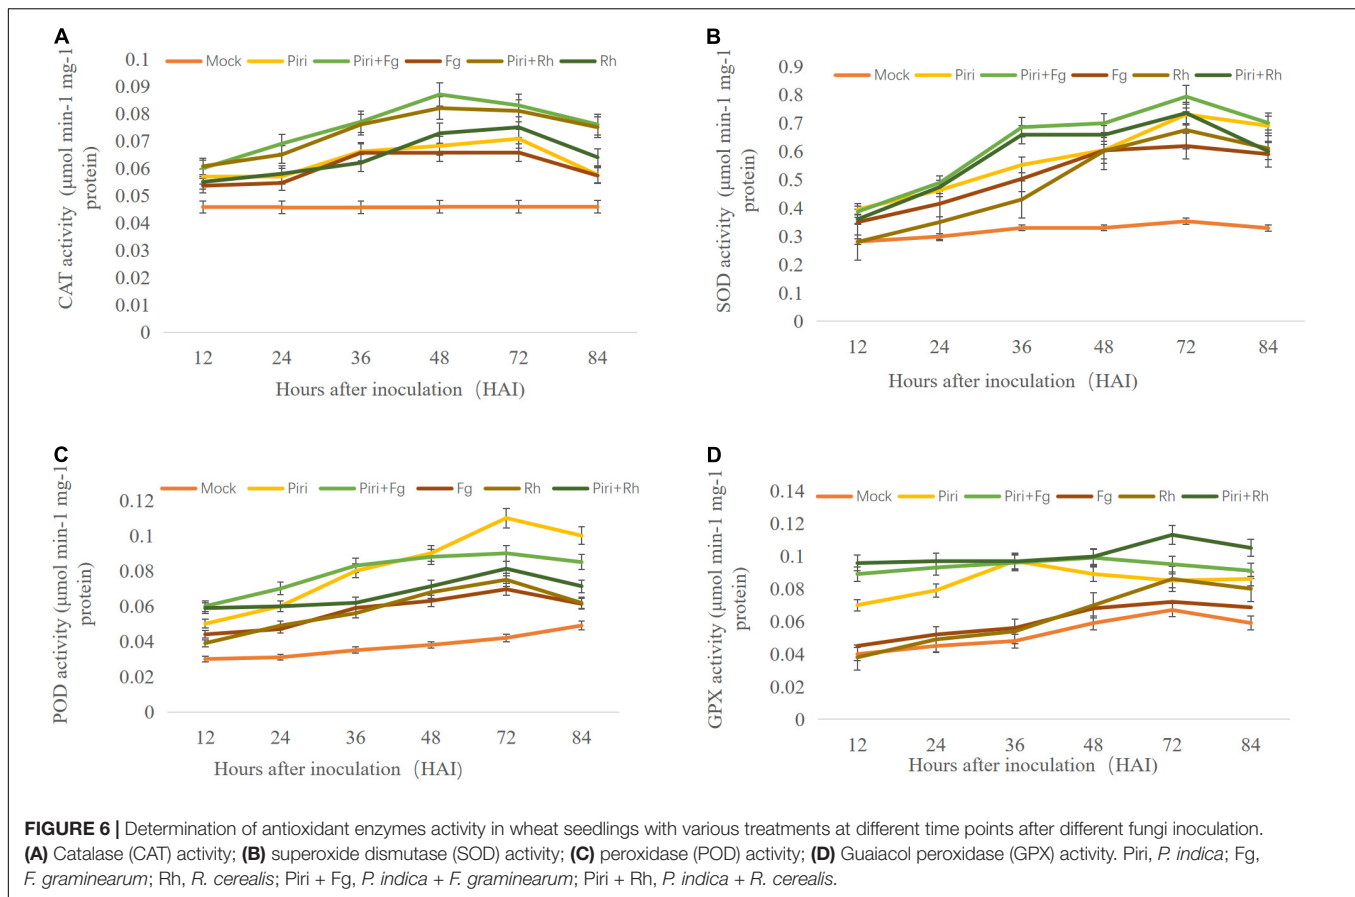 A
CAT activity (μmol min-1 mg-1
protein)
Mock Piri Piri+Fg Fg Piri+Rh Rh
0.1
0.09
0.08
0.07
0.06
0.05
0.04
0.03
0.02
0.01
0
12 24 36 48 72 84
Hours after inoculation (HAI)
B
SOD activity (μmol min-1 mg-1
protein)
Mock Piri Piri+Fg Fg Rh Piri+Rh
0.9
0.8
0.7
0.6
0.5
0.4
0.3
0.2
0.1
0
12 24 36 48 72 84
Hours after inoculation (HAI)
C
POD activity (μmol min-1 mg-1
protein)
Mock Piri Piri+Fg Fg Rh Piri+Rh
0.12
0.1
0.08
0.06
0.04
0.02
0
12 24 36 48 72 84
Hours after inoculation (HAI)
D
GPX activity (μmol min-1 mg-1
protein)
Mock Piri Piri+Fg Fg Rh Piri+Rh
0.14
0.12
0.1
0.08
0.06
0.04
0.02
0
12 24 36 48 72 84
Hours after inoculation (HAI)
FIGURE 6 | Determination of antioxidant enzymes activity in wheat seedlings with various treatments at different time points after different fungi inoculation.
(A) Catalase (CAT) activity; (B) superoxide dismutase (SOD) activity; (C) peroxidase (POD) activity; (D) Guaiacol peroxidase (GPX) activity. Piri, P. indica; Fg,
F. graminearum; Rh, R. cerealis; Piri + Fg, P. indica + F. graminearum; Piri + Rh, P. indica + R. cerealis.